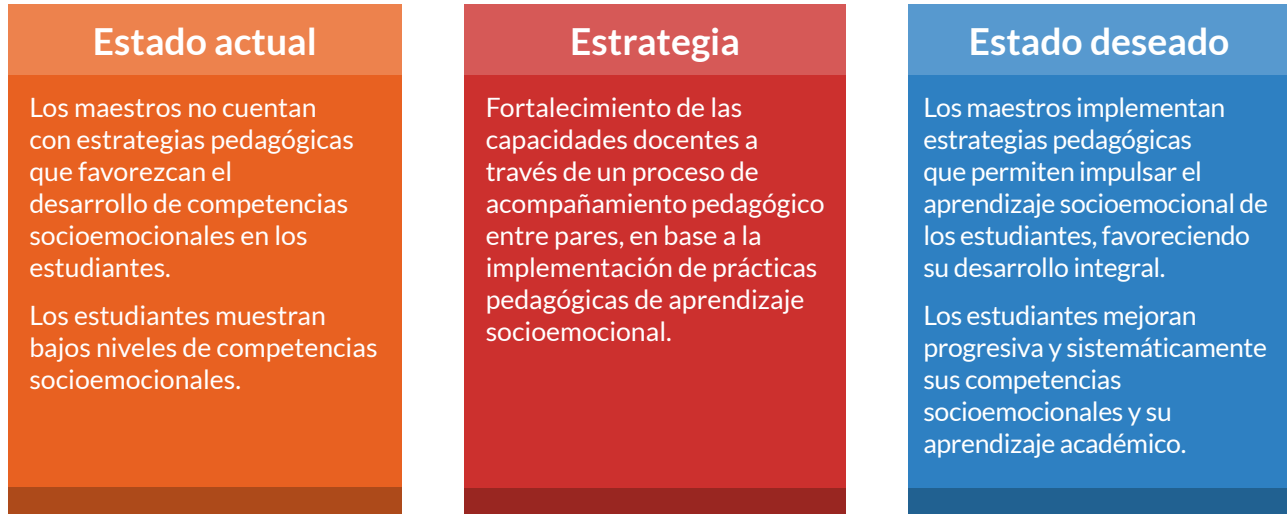 Estado actual
Los maestros no cuentan
con estrategias pedagógicas
que favorezcan el
desarrollo de competencias
socioemocionales en los
estudiantes.
Los estudiantes muestran
bajos niveles de competencias
socioemocionales.
Estrategia
Fortalecimiento de las
capacidades docentes a
través de un proceso de
acompañamiento pedagógico
entre pares, en base a la
implementación de prácticas
pedagógicas de aprendizaje
socioemocional.
Estado deseado
Los maestros implementan
estrategias pedagógicas
que permiten impulsar el
aprendizaje socioemocional de
los estudiantes, favoreciendo
su desarrollo integral.
Los estudiantes mejoran
progresiva y sistemáticamente
sus competencias
socioemocionales y su
aprendizaje académico.